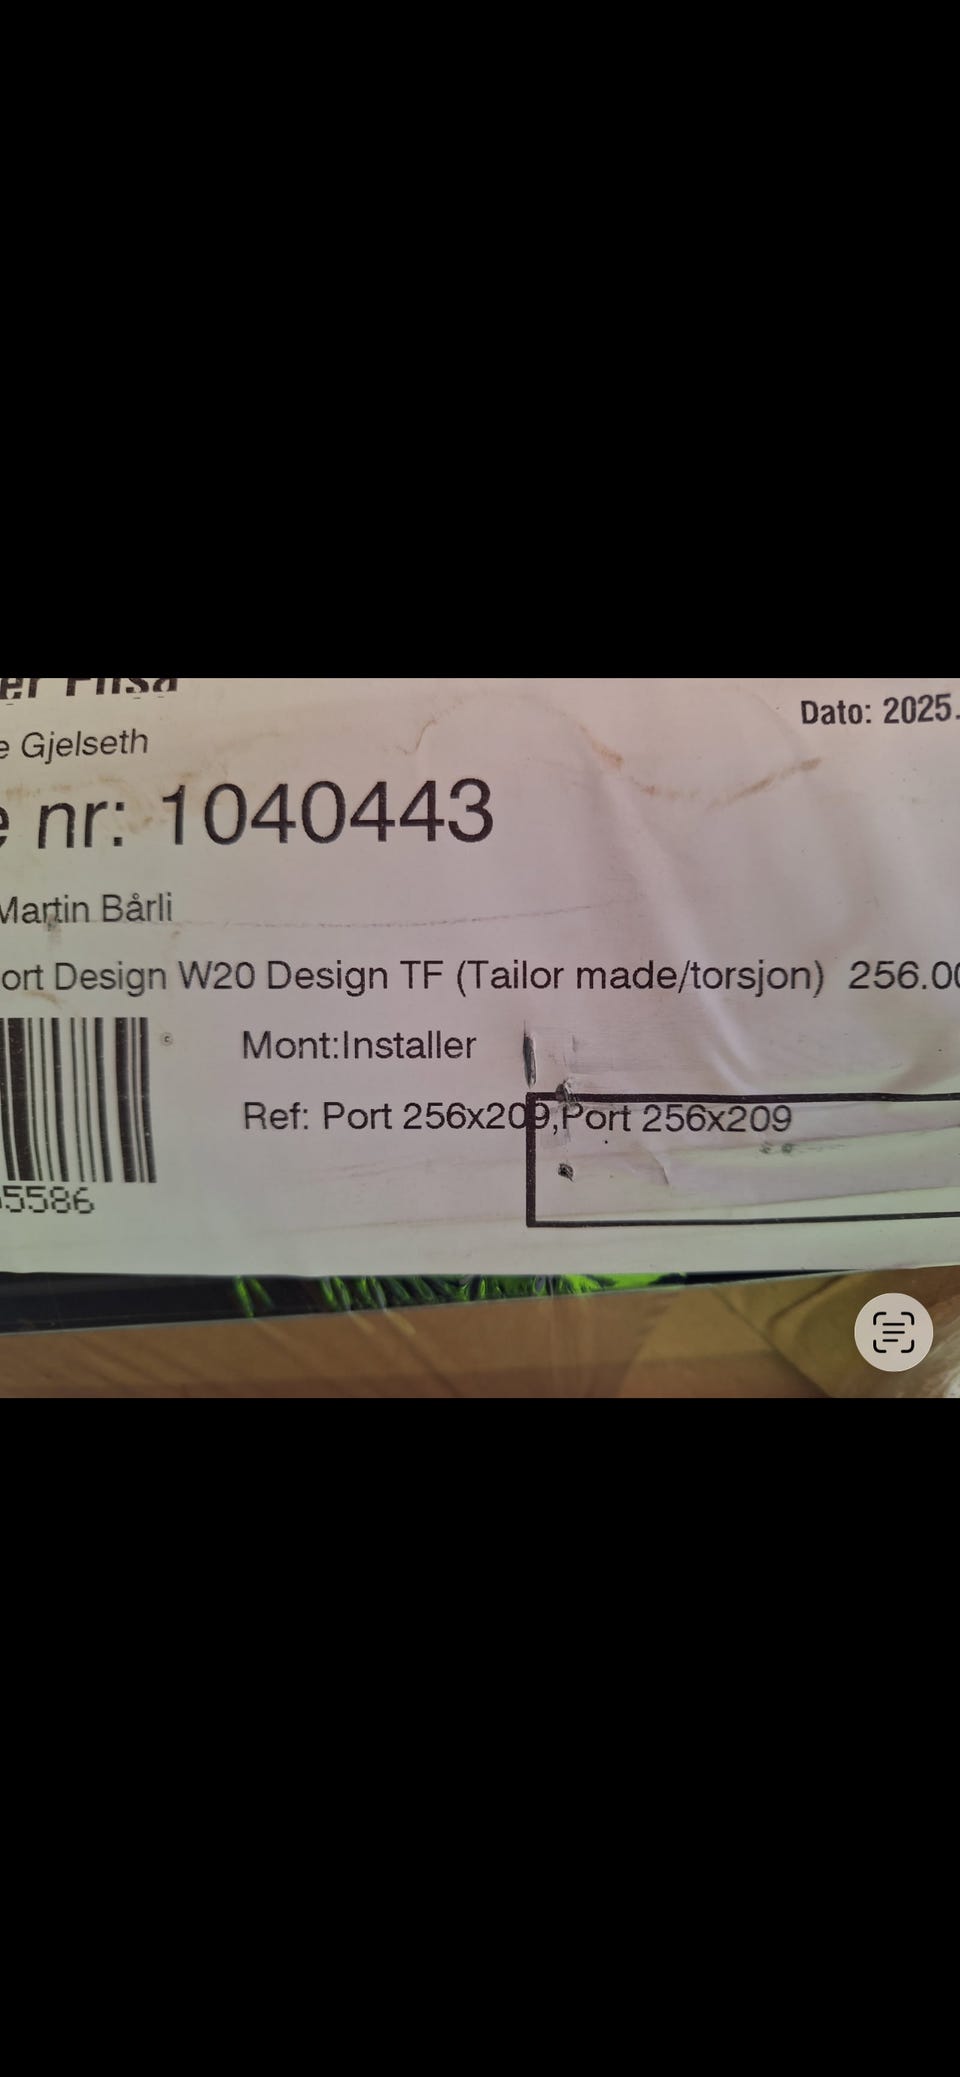 Dato: 2025.
e Gjelseth
e nr: 1040443
Martin Bårli
ort Design W20 Design TF (Tailor made/torsjon) 256.00
Mont:Installer
Ref: Port 256x209,Port 256x209
5586